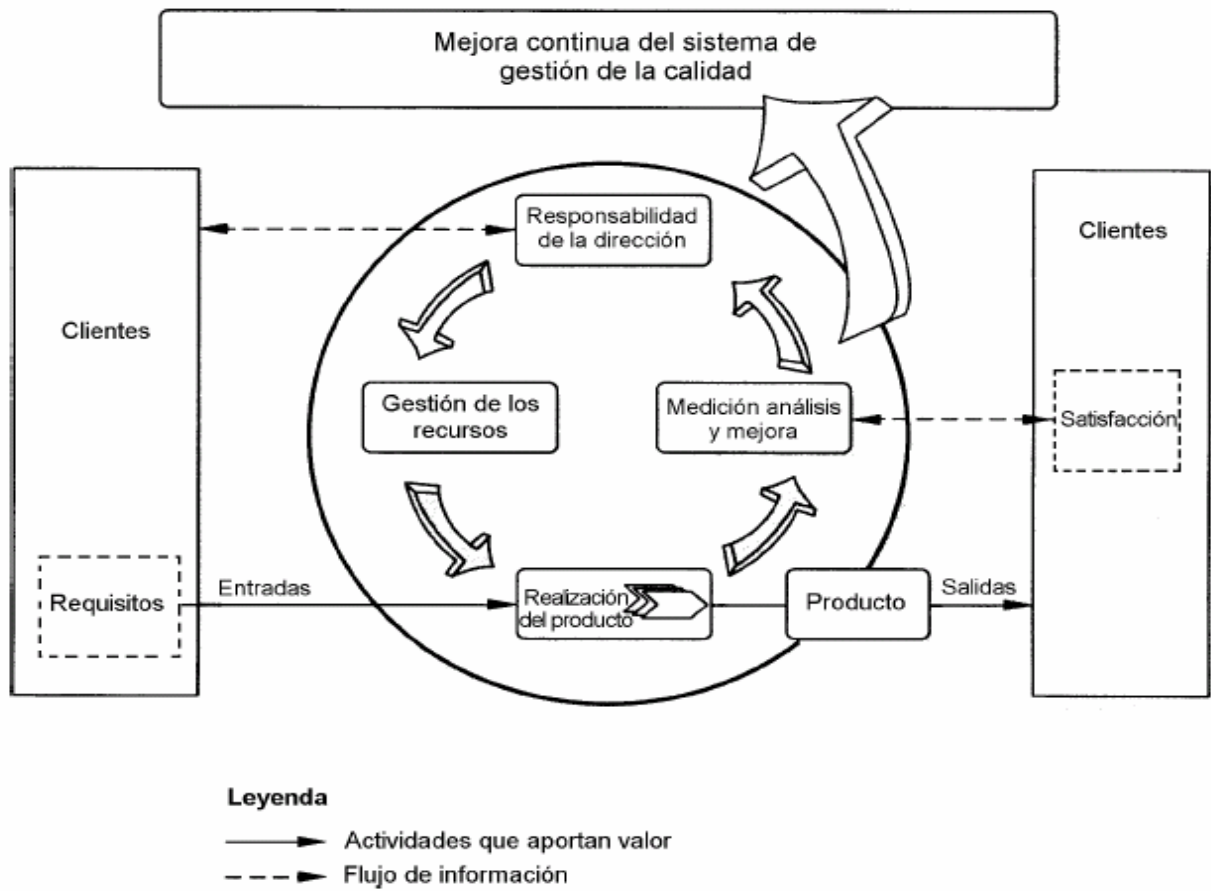 Mejora continua del sistema de
gestión de la calidad
Responsabilidad
de la dirección
Clientes
Clientes
Gestión de los
recursos
Medición análisis
y mejora
Satisfacción
Requisitos
Entradas
Realización
del producto
Producto
Salidas
Leyenda
Actividades que aportan valor
Flujo de información